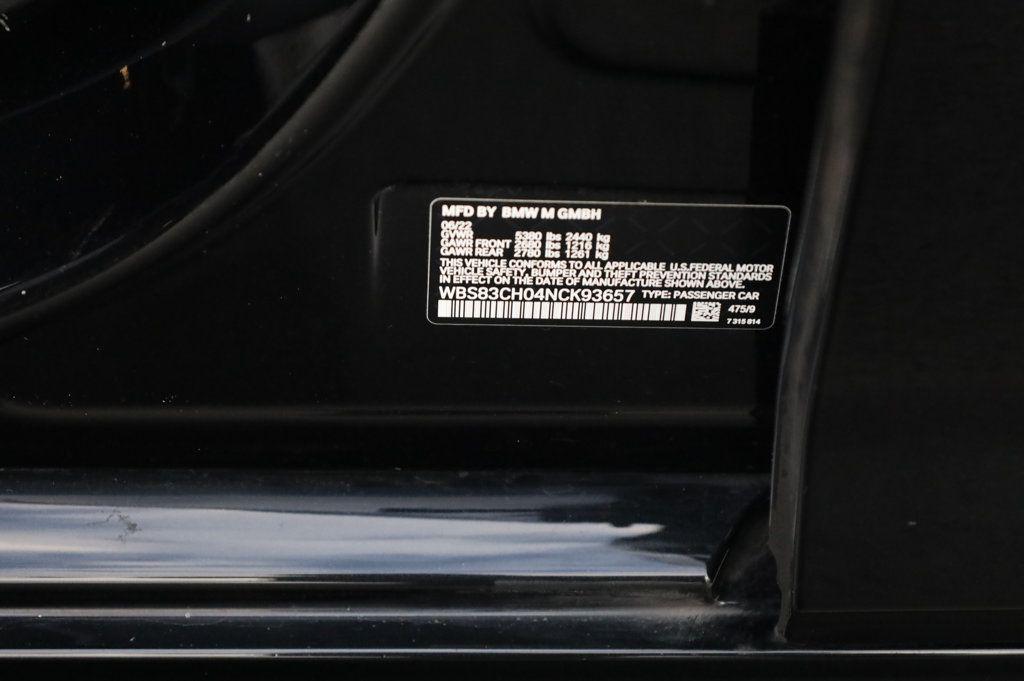 MFD BY BMW M GMBH
06/22
GVWR 5380 lbs 2440 kg
GAWR FRONT 2680 lbs 1216 kg
GAWR REAR 2780 lbs 1261 kg
THIS VEHICLE CONFORMS TO ALL APPLICABLE U.S.FEDERAL MOTOR
VEHICLE SAFETY, BUMPER AND THEFT PREVENTION STANDARDS
IN EFFECT ON THE DATE OF MANUFACTURE SHOWN ABOVE.
WBS83CH04NCK93657 TYPE: PASSENGER CAR
475/9
7 315 814